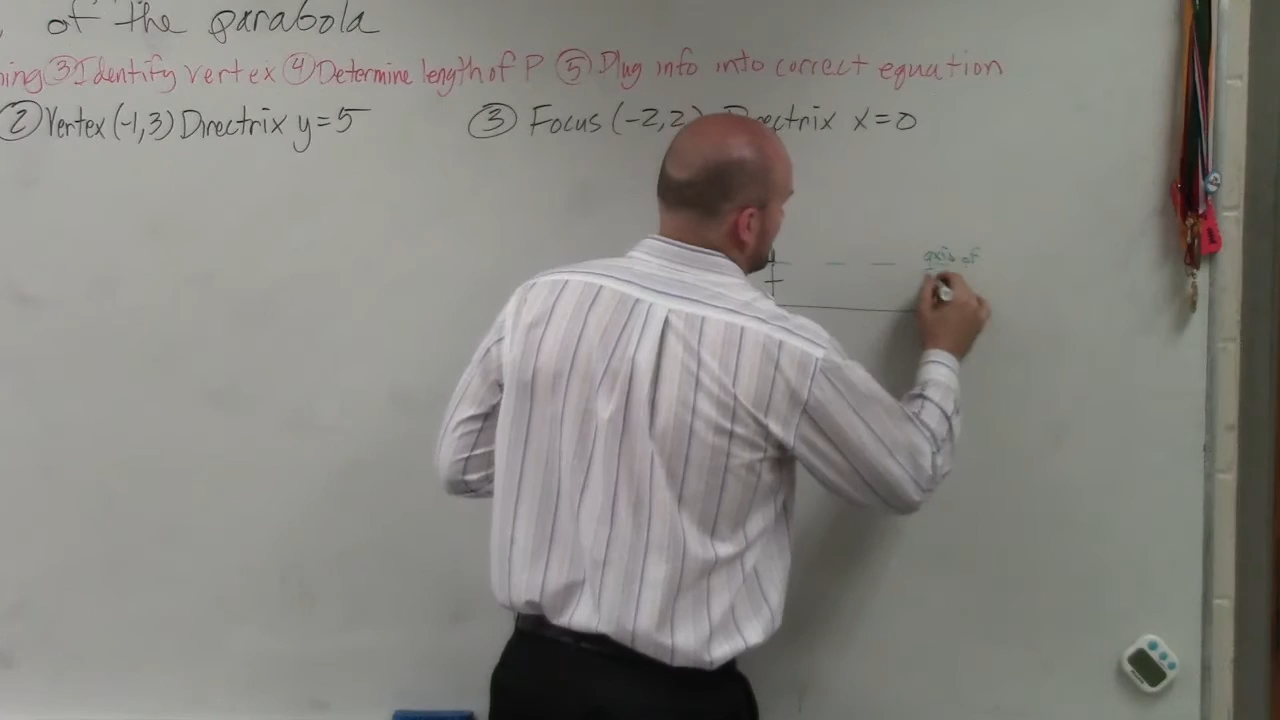 of the parabola
ning ③ Identify vertex ④ Determine length of P ⑤ Plug info into correct equation
② Vertex (-1,3) Directrix y=5 ③ Focus (-2,2) Directrix x=0
axis of